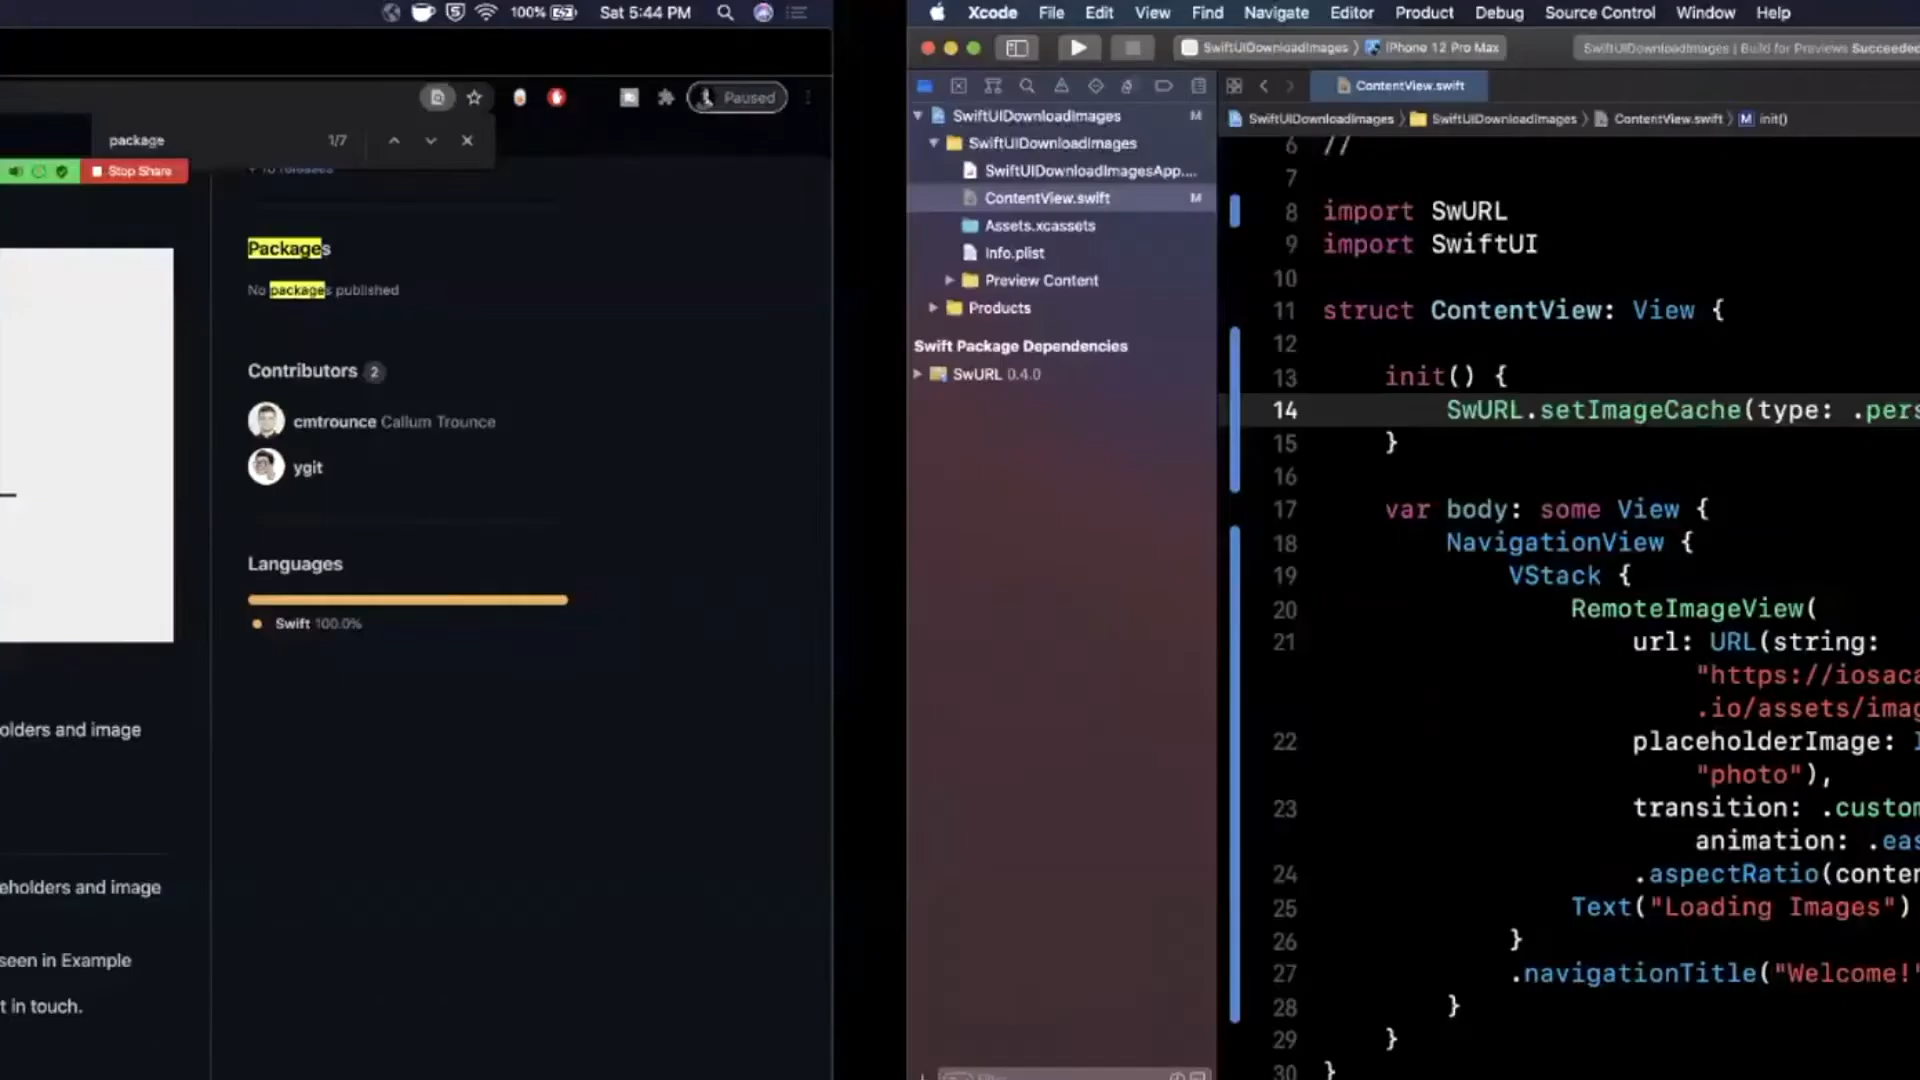 100%
Sat 5:44 PM
Paused
package
1/7
Stop Share
Packages
No packages published
Contributors 2
cmtrounce Callum Trounce
ygit
Languages
Swift 100.0%
olders and image
eholders and image
seen in Example
t in touch.
Xcode File Edit View Find Navigate Editor Product Debug Source Control Window Help
SwiftUIDownloadImages iPhone 12 Pro Max
SwiftUIDownloadImages | Build for Previews Succeeded
ContentView.swift
SwiftUIDownloadImages SwiftUIDownloadImages ContentView.swift M init()
SwiftUIDownloadImages M
SwiftUIDownloadImages
SwiftUIDownloadImagesApp....
ContentView.swift M
Assets.xcassets
Info.plist
Preview Content
Products
Swift Package Dependencies
SwURL 0.4.0
6 //
7
8 import SwURL
9 import SwiftUI
10
11 struct ContentView: View {
12
13 init() {
14 SwURL.setImageCache(type: .pers
15 }
16
17 var body: some View {
18 NavigationView {
19 VStack {
20 RemoteImageView(
21 url: URL(string:
"https://iosaca
.io/assets/imag
22 placeholderImage:
"photo"),
23 transition: .custom
animation: .eas
24 .aspectRatio(conten
25 Text("Loading Images")
26 }
27 .navigationTitle("Welcome!"
28 }
29 }
30 }